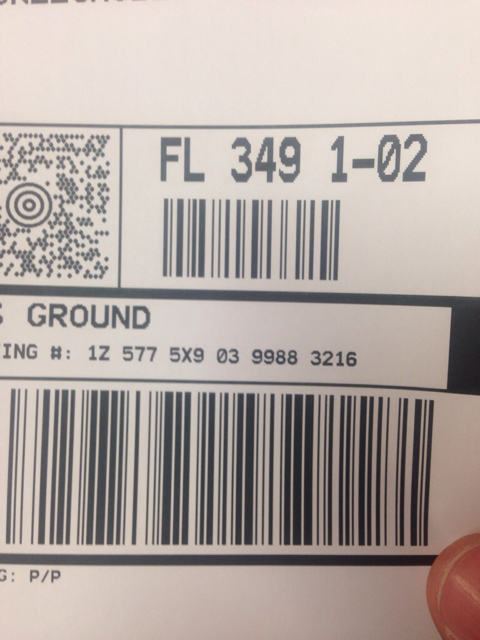 FL 349 1-02
GROUND
ING #: 1Z 577 5X9 03 9988 3216
G: P/P